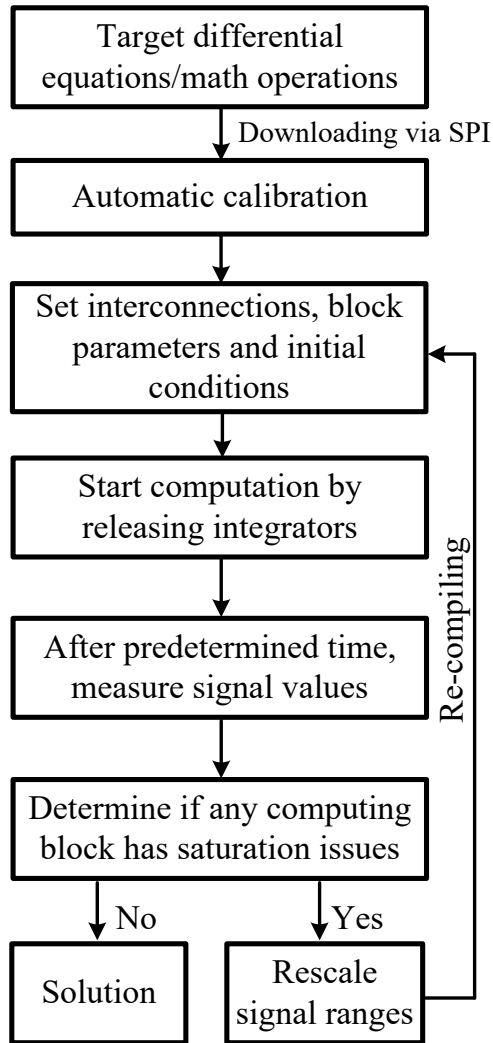 Target differential
equations/math operations
Downloading via SPI
Automatic calibration
Set interconnections, block
parameters and initial
conditions
Start computation by
releasing integrators
Re-compiling
After predetermined time,
measure signal values
Determine if any computing
block has saturation issues
No
Yes
Solution
Rescale
signal ranges